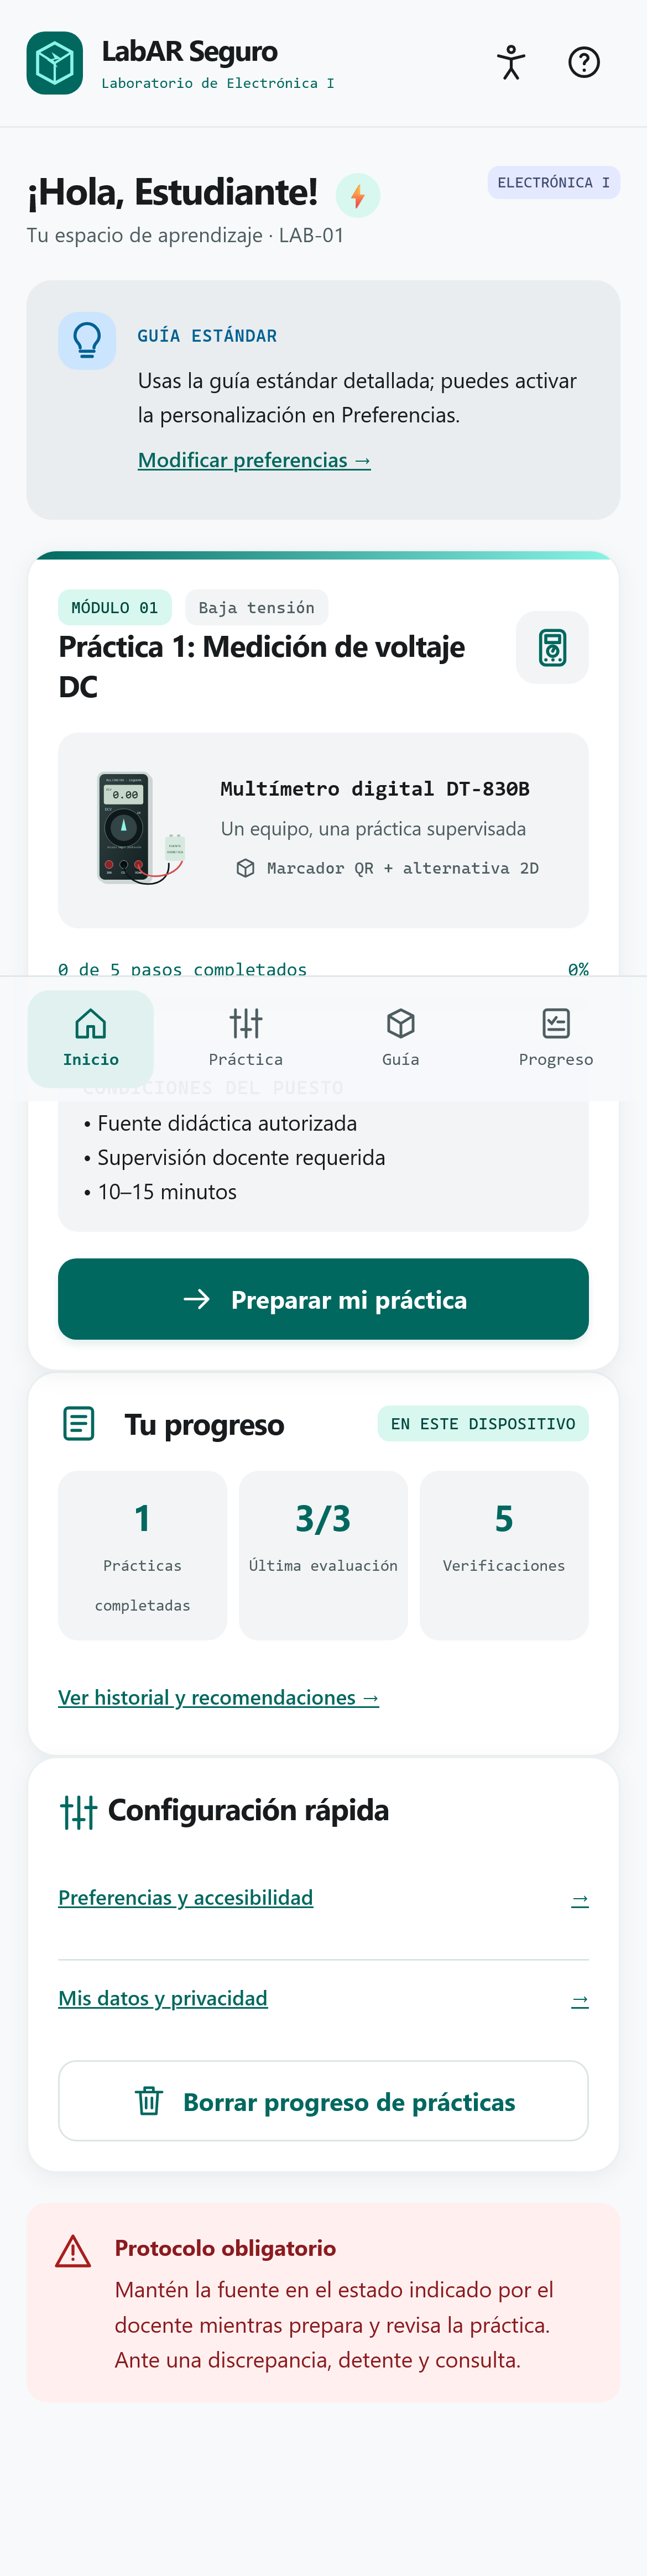 LabAR Seguro
Laboratorio de Electrónica I
¡Hola, Estudiante!
ELECTRÓNICA I
Tu espacio de aprendizaje · LAB-01
GUÍA ESTÁNDAR
Usas la guía estándar detallada; puedes activar
la personalización en Preferencias.
Modificar preferencias →
MÓDULO 01
Baja tensión
Práctica 1: Medición de voltaje
DC
0.00
Multímetro digital DT-830B
Un equipo, una práctica supervisada
Marcador QR + alternativa 2D
0 de 5 pasos completados
0%
Inicio
Práctica
Guía
Progreso
CONDICIONES DEL PUESTO
• Fuente didáctica autorizada
• Supervisión docente requerida
• 10–15 minutos
→ Preparar mi práctica
Tu progreso
EN ESTE DISPOSITIVO
1
Prácticas
completadas
3/3
Última evaluación
5
Verificaciones
Ver historial y recomendaciones →
Configuración rápida
Preferencias y accesibilidad →
Mis datos y privacidad →
Borrar progreso de prácticas
Protocolo obligatorio
Mantén la fuente en el estado indicado por el
docente mientras prepara y revisa la práctica.
Ante una discrepancia, detente y consulta.